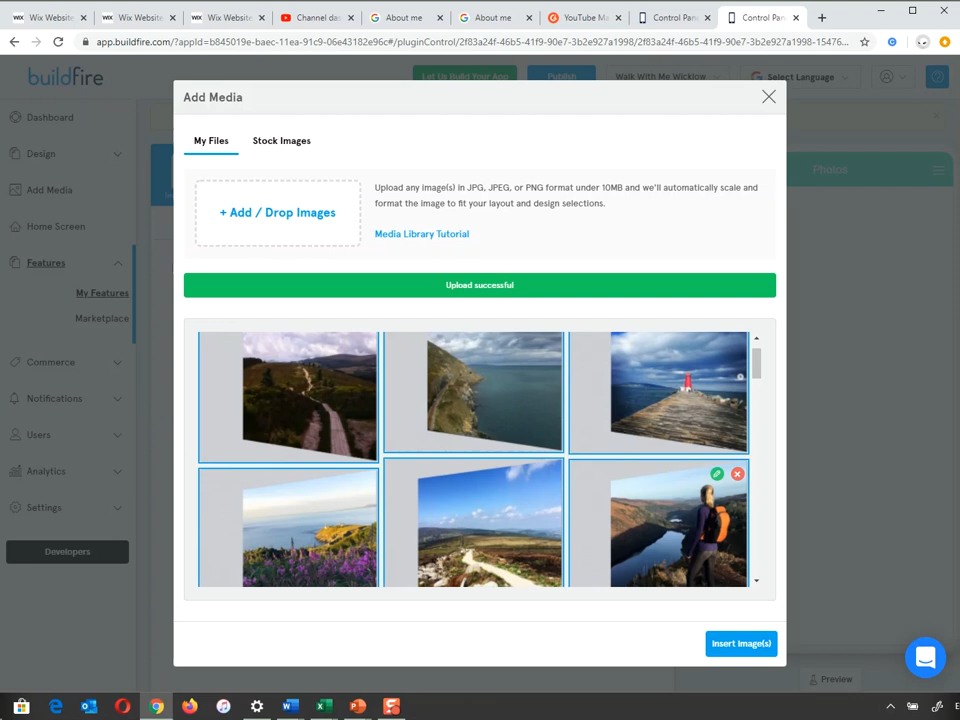 Wix Website
Wix Website
Wix Website
Channel das
About me
About me
YouTube Ma
Control Pane
Control Pane
app.buildfire.com/?appId=b845019e-baec-11ea-91c9-06e43182e96c#/pluginControl/2f83a24f-46b5-41f9-90e7-3b2e927a1998/2f83a24f-46b5-41f9-90e7-3b2e927a1998-15476...
buildfire
Let Us Build Your App
Publish
Walk With Me Wicklow
Select Language
Add Media
My Files
Stock Images
Dashboard
Design
Add Media
Home Screen
Features
My Features
Marketplace
Commerce
Notifications
Users
Analytics
Settings
Developers
+ Add / Drop Images
Upload any image(s) in JPG, JPEG, or PNG format under 10MB and we'll automatically scale and
format the image to fit your layout and design selections.
Media Library Tutorial
Upload successful
Photos
Insert Image(s)
Preview